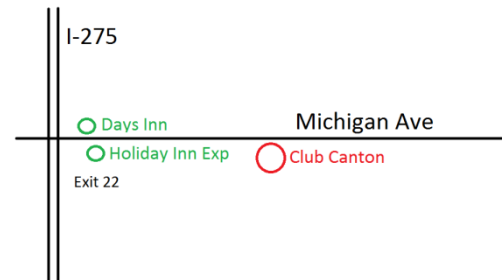 I-275
Days Inn
Michigan Ave
Holiday Inn Exp
Club Canton
Exit 22